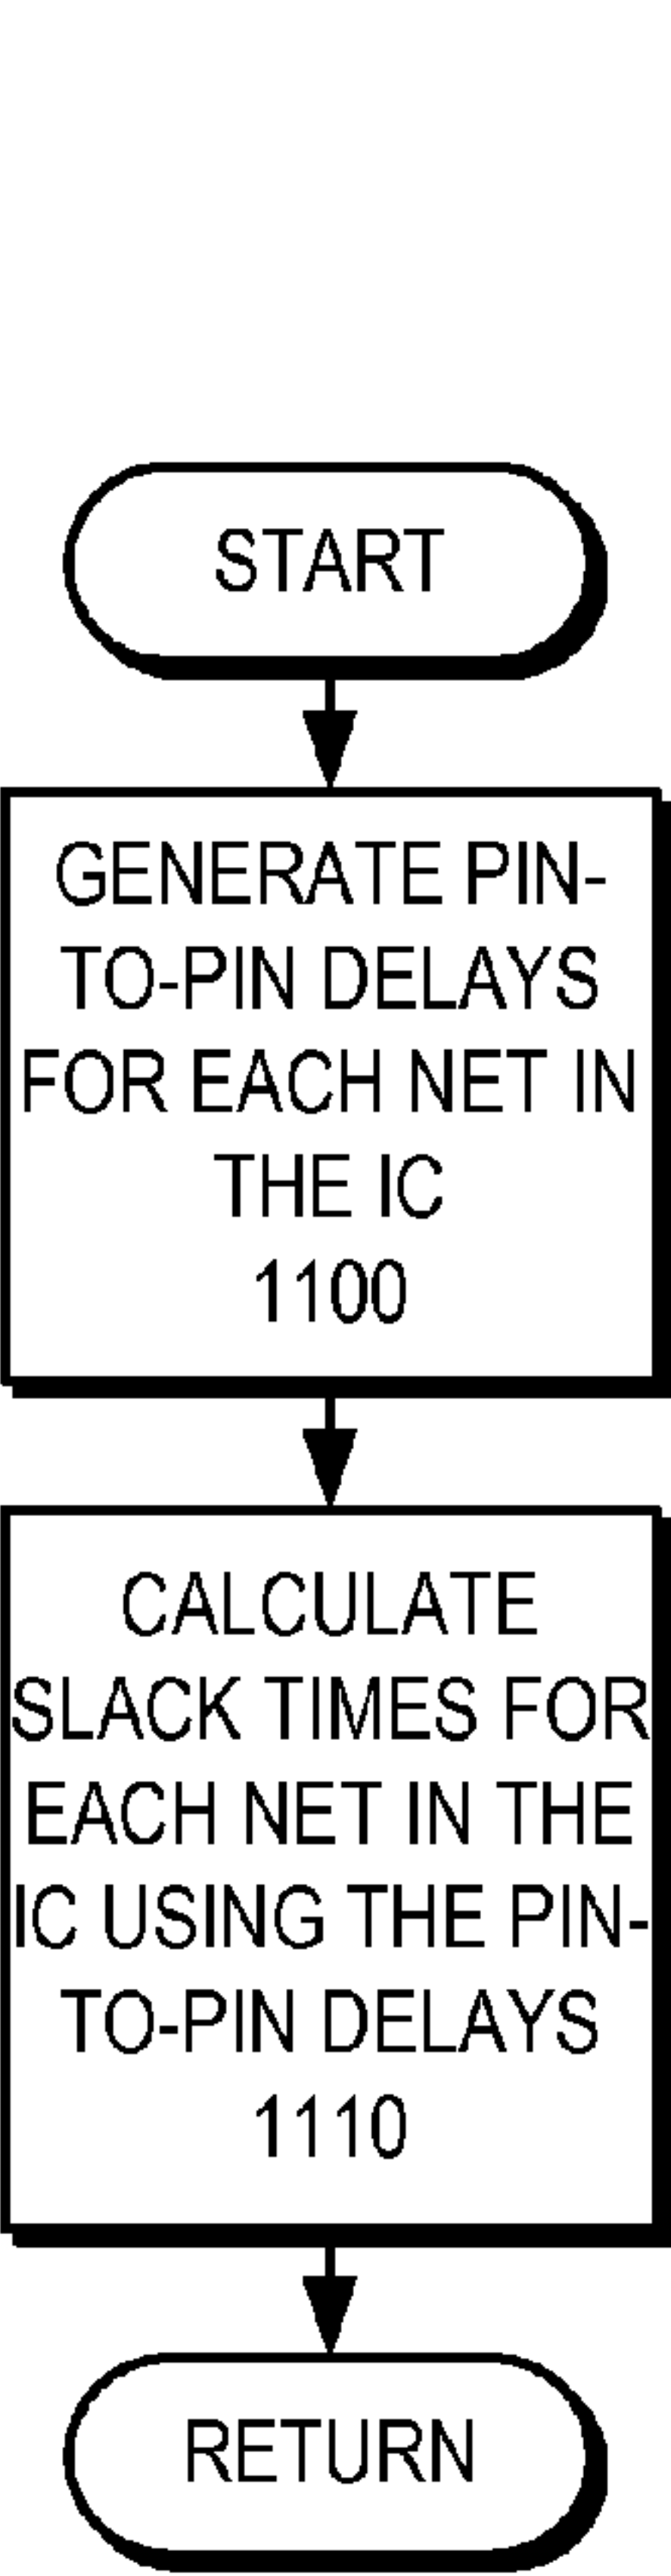 START
GENERATE PIN-
TO-PIN DELAYS
FOR EACH NET IN
THE IC
1100
CALCULATE
SLACK TIMES FOR
EACH NET IN THE
IC USING THE PIN-
TO-PIN DELAYS
1110
RETURN